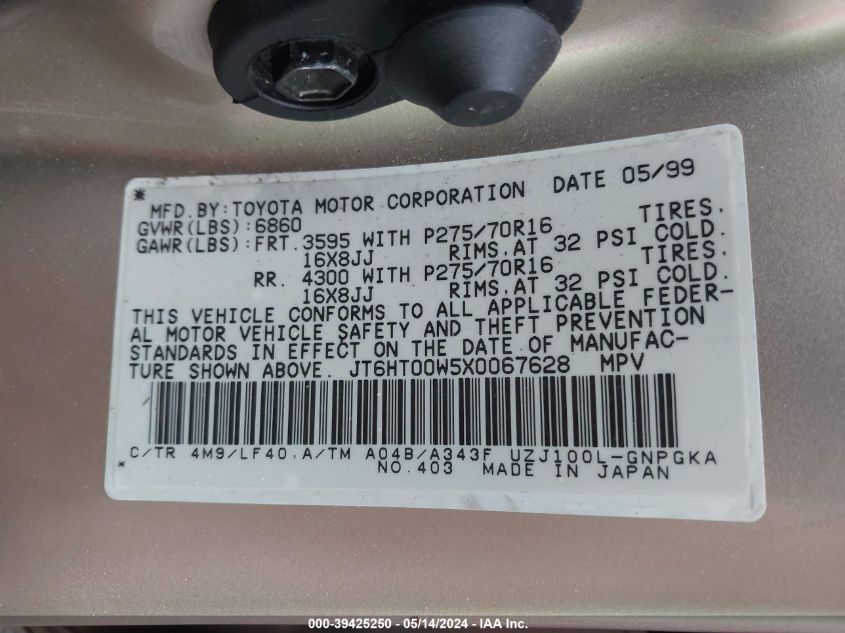 * MFD. BY: TOYOTA MOTOR CORPORATION DATE 05/99
GVWR(LBS):6860
GAWR(LBS):FRT. 3595 WITH P275/70R16 TIRES,
16X8JJ RIMS, AT 32 PSI COLD.
RR. 4300 WITH P275/70R16 TIRES,
16X8JJ RIMS, AT 32 PSI COLD.
THIS VEHICLE CONFORMS TO ALL APPLICABLE FEDER-
AL MOTOR VEHICLE SAFETY AND THEFT PREVENTION
STANDARDS IN EFFECT ON THE DATE OF MANUFAC-
TURE SHOWN ABOVE. JT6HT00W5X0067628 MPV
C/TR 4M9/LF40, A/TM A04B/A343F UZJ100L-GNPGKA
* NO. 403 MADE IN JAPAN
000-39425250 - 05/14/2024 - IAA Inc.